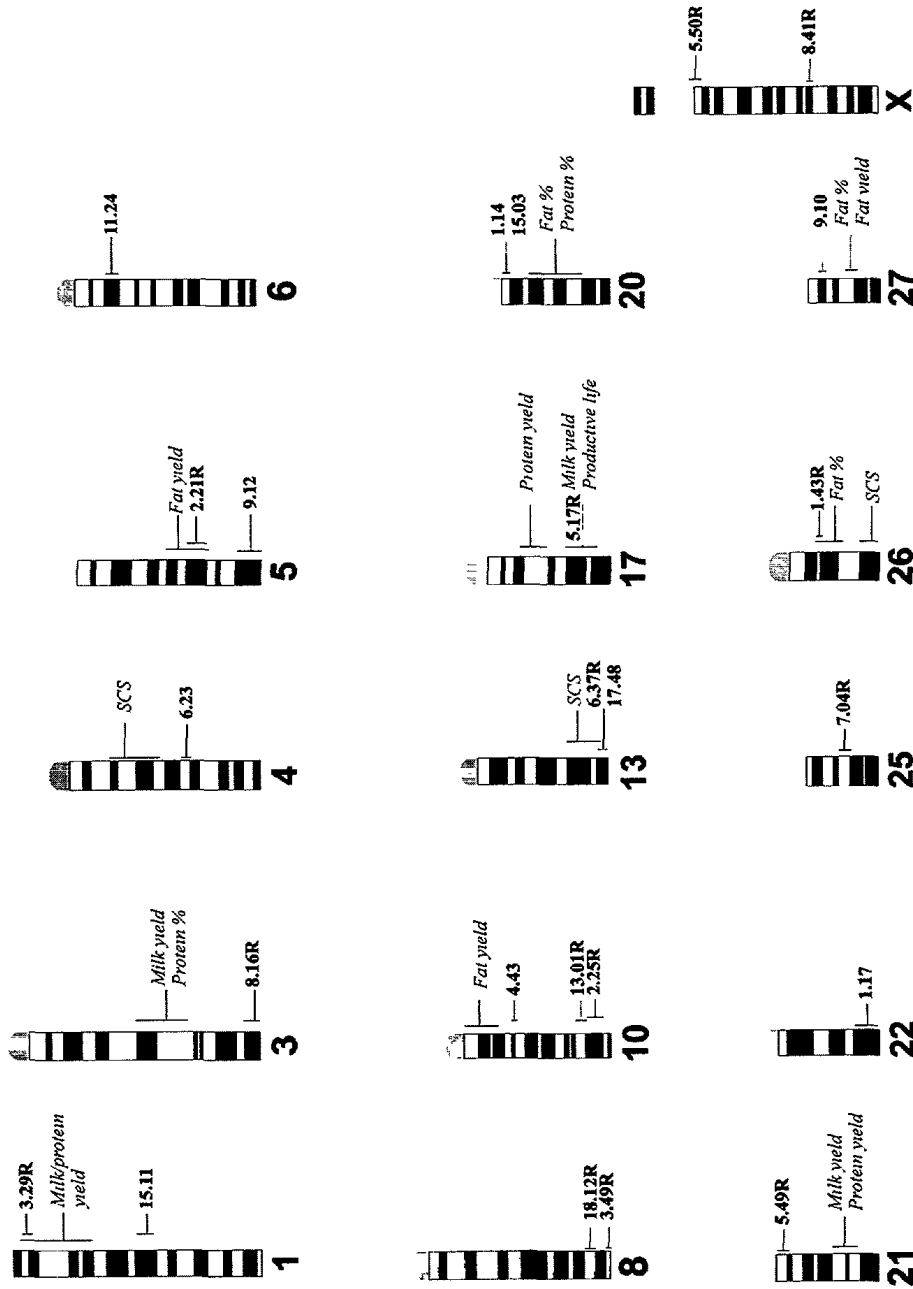 3.29R
Milk/protein
yield
15.11
1
Milk yield
Protein %
8.16R
3
SCS
6.23
4
Fat yield
2.21R
9.12
5
11.24
6
18.12R
3.49R
8
Fat yield
4.43
13.01R
2.25R
10
SCS
6.37R
17.48
13
Protein yield
5.17R Milk yield
Productive life
17
1.14
15.03
Fat %
Protein %
20
5.49R
Milk yield
Protein yield
21
1.17
22
7.04R
25
1.43R
Fat %
SCS
26
9.10
Fat %
Fat yield
27
5.50R
8.41R
X